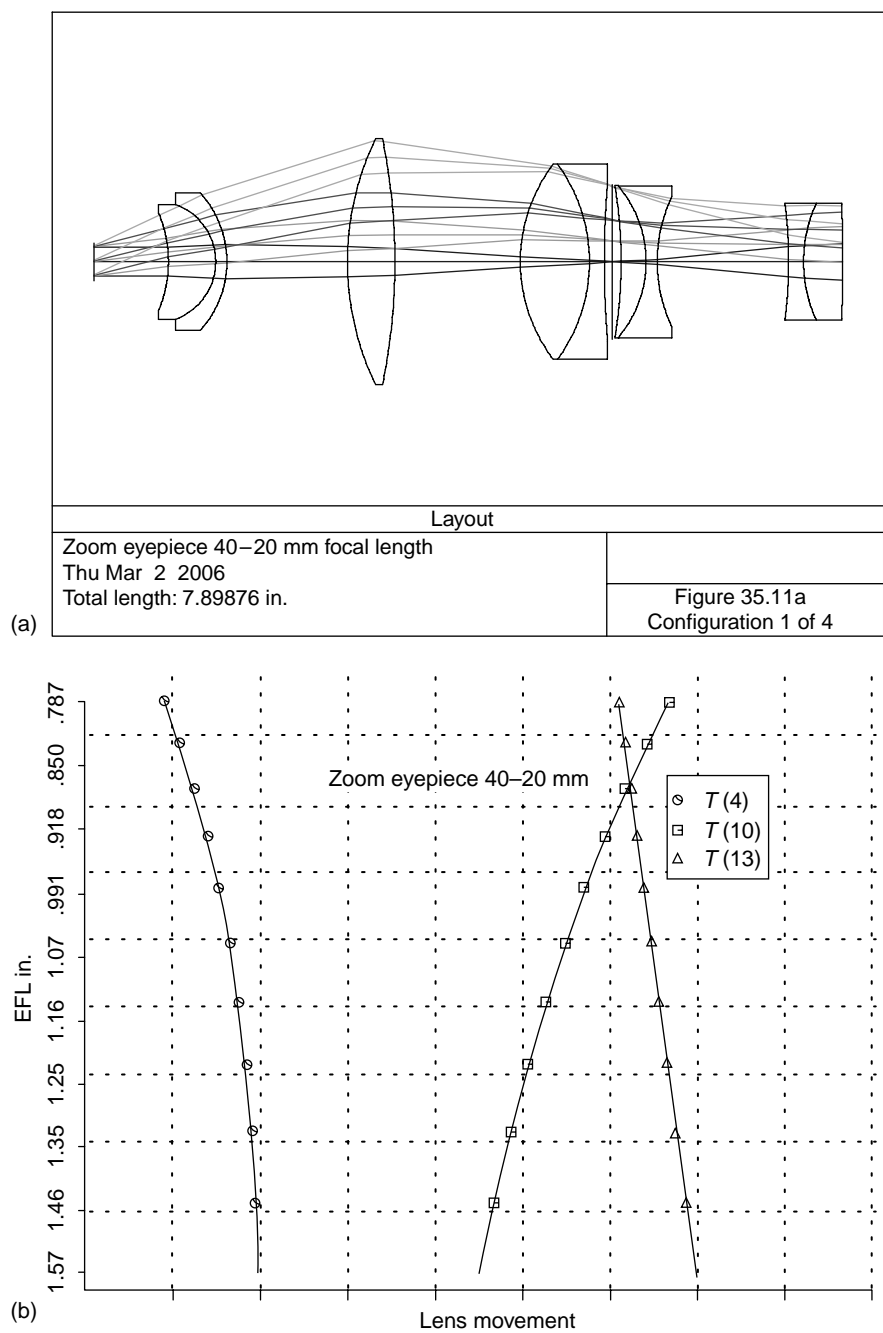 Layout
Zoom eyepiece 40–20 mm focal length
Thu Mar 2 2006
Total length: 7.89876 in.
Figure 35.11a
Configuration 1 of 4
(a)
.787
.850
.918
.991
1.07
1.16
1.25
1.35
1.46
1.57
EFL in.
Zoom eyepiece 40–20 mm
T (4)
T (10)
T (13)
Lens movement
(b)